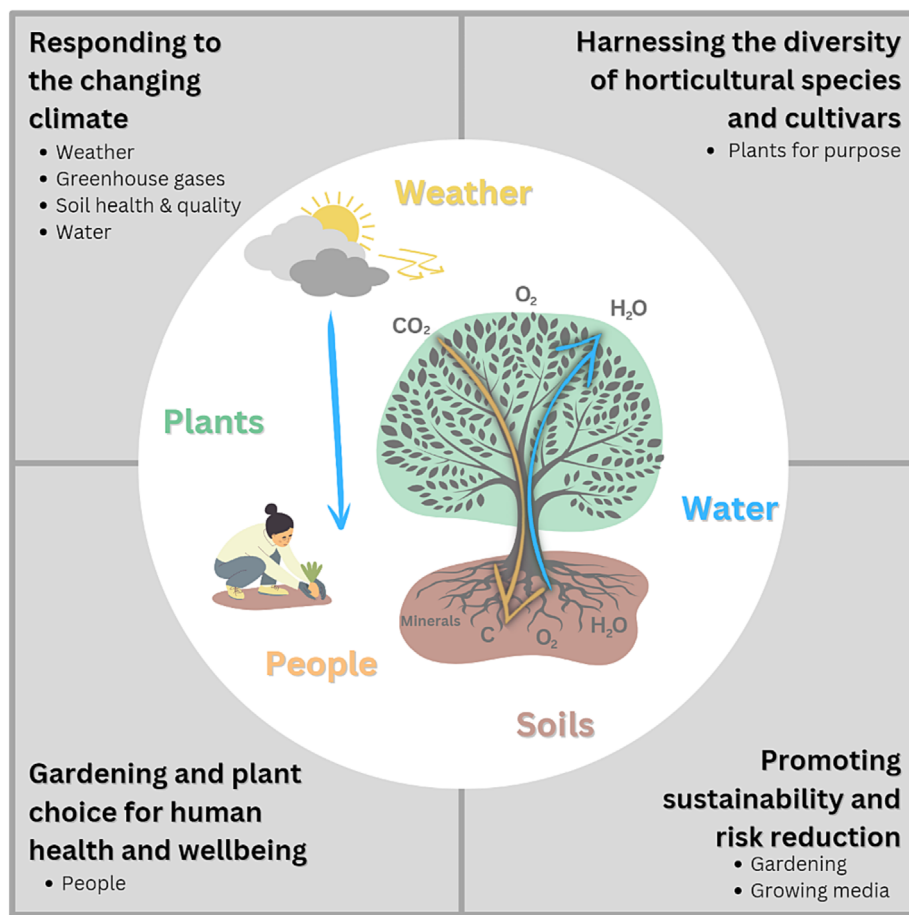 Responding to
the changing
climate
• Weather
• Greenhouse gases
• Soil health & quality
• Water
Harnessing the diversity
of horticultural species
and cultivars
• Plants for purpose
Weather
O₂
H₂O
CO₂
Plants
Water
Minerals
C
O₂
H₂O
People
Soils
Gardening and plant
choice for human
health and wellbeing
• People
Promoting
sustainability and
risk reduction
• Gardening
• Growing media